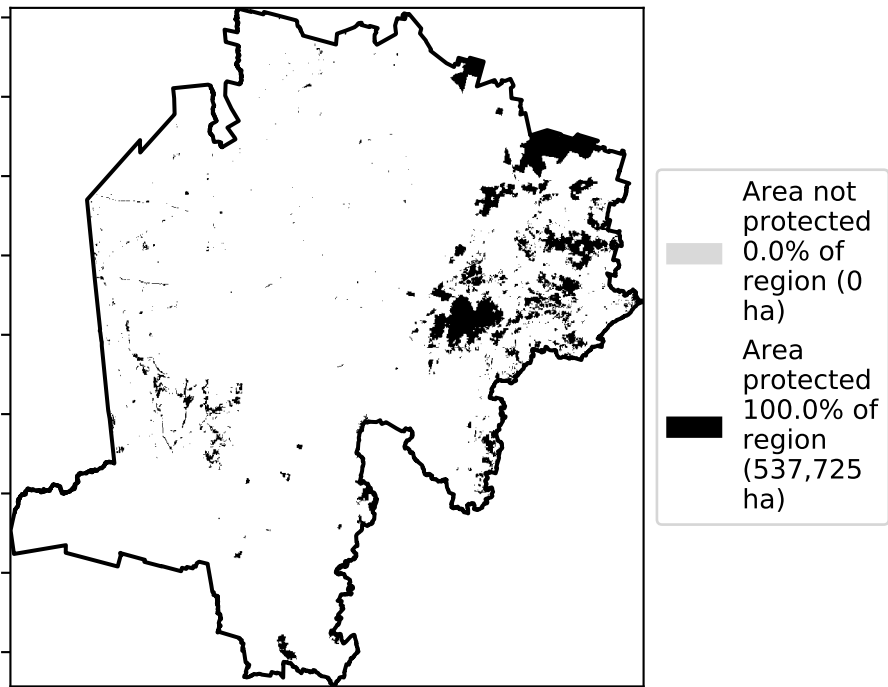 Area not
protected
0.0% of
region (0
ha)
Area
protected
100.0% of
region
(537,725
ha)